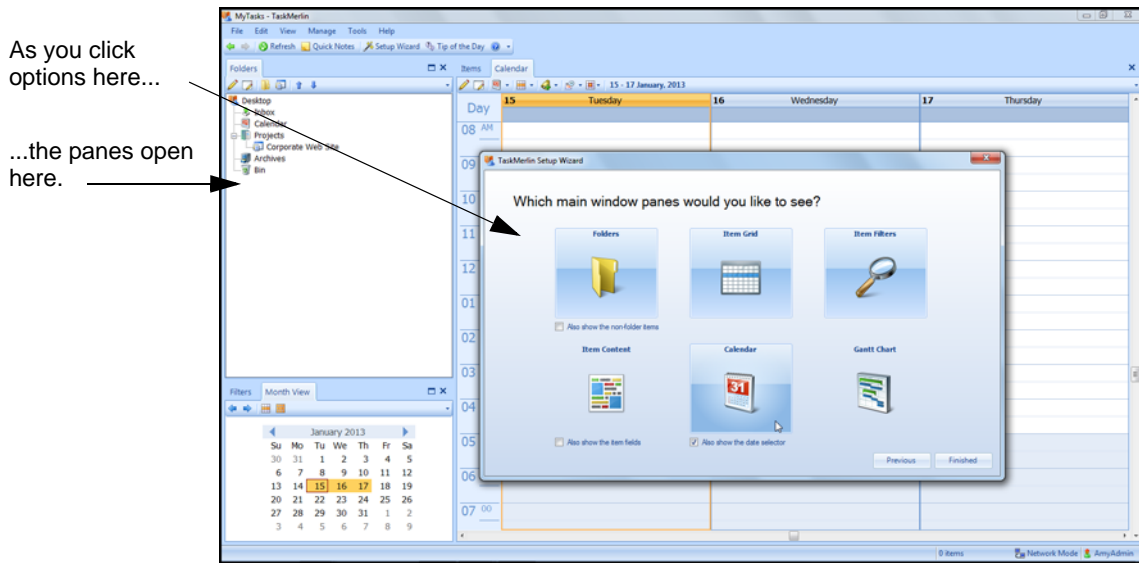 As you click
options here...
...the panes open
here.
MyTasks - TaskMerlin
File Edit View Manage Tools Help
Refresh Quick Notes Setup Wizard Tip of the Day
Folders
Desktop
Inbox
Calendar
Projects
Corporate Web Site
Archives
Bin
Items Calendar
15 - 17 January, 2013
Day 15 Tuesday 16 Wednesday 17 Thursday
08 AM
09
10
11
12
01
02
03
04
05
06
07 00
TaskMerlin Setup Wizard
Which main window panes would you like to see?
Folders Item Grid Item Filters
Also show the non-folder items
Item Content Calendar Gantt Chart
31
Also show the item fields Also show the date selector
Previous Finished
Filters Month View
January 2013
Su Mo Tu We Th Fr Sa
30 31 1 2 3 4 5
6 7 8 9 10 11 12
13 14 15 16 17 18 19
20 21 22 23 24 25 26
27 28 29 30 31 1 2
3 4 5 6 7 8 9
0 items Network Mode AmyAdmin